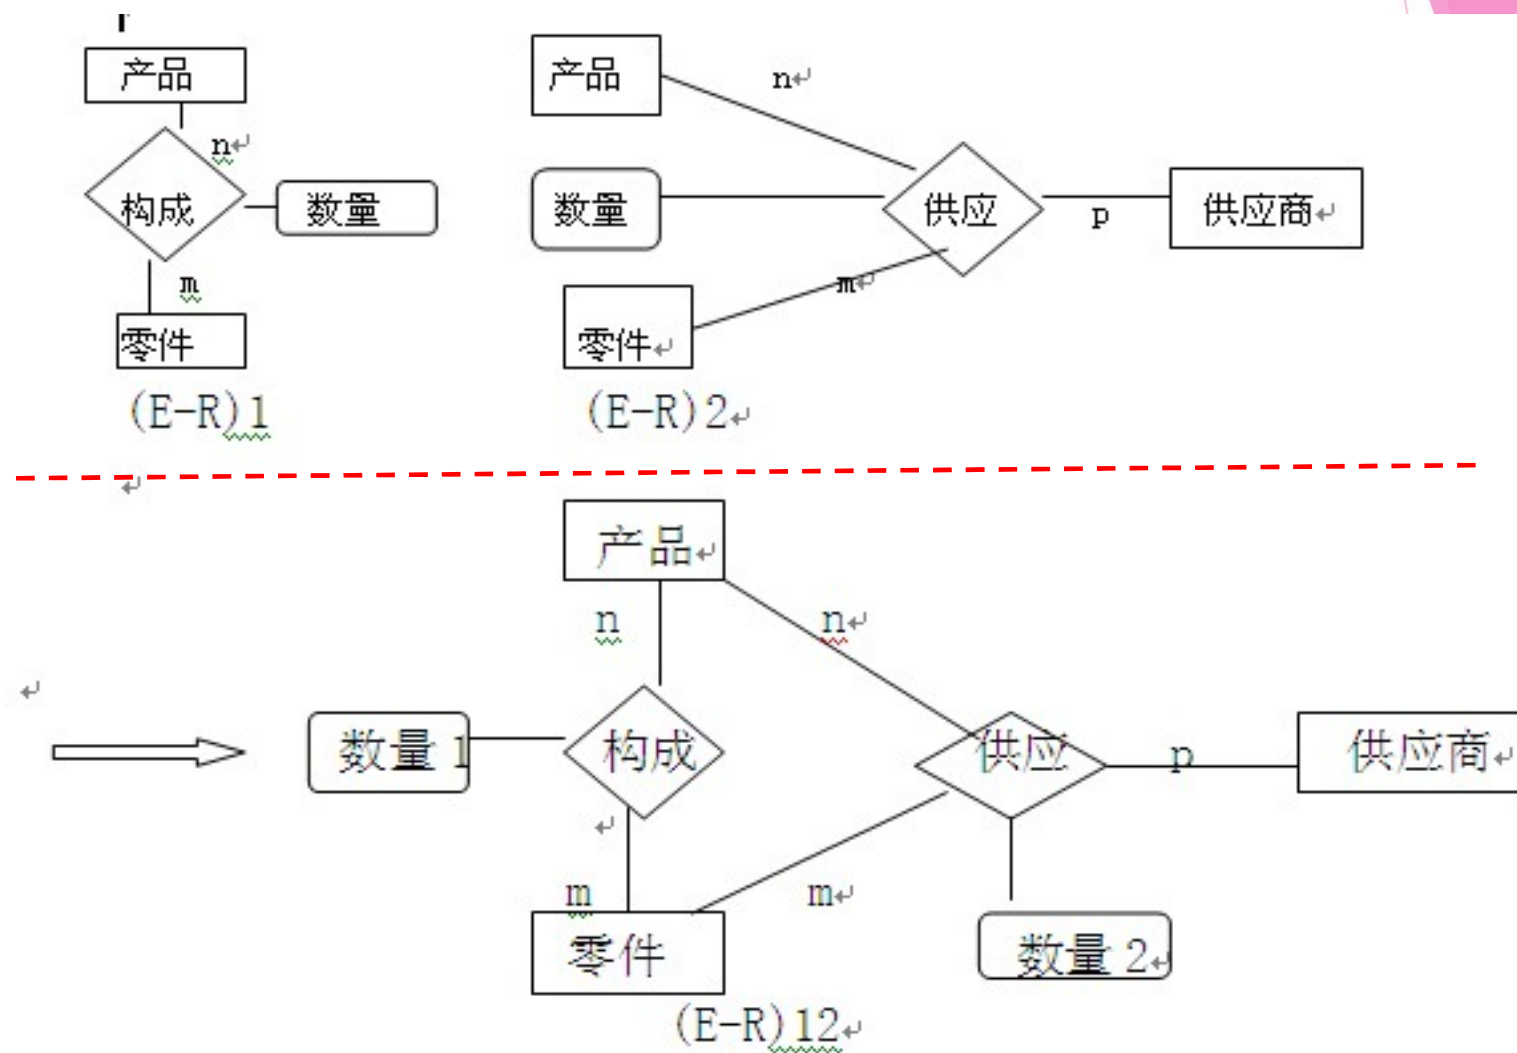 产品
n
构成
数量
m
零件
(E-R)1
产品
n
数量
供应
p
供应商
m
零件
(E-R)2
产品
n
n
数量1
构成
供应
p
供应商
m
m
零件
数量2
(E-R)12